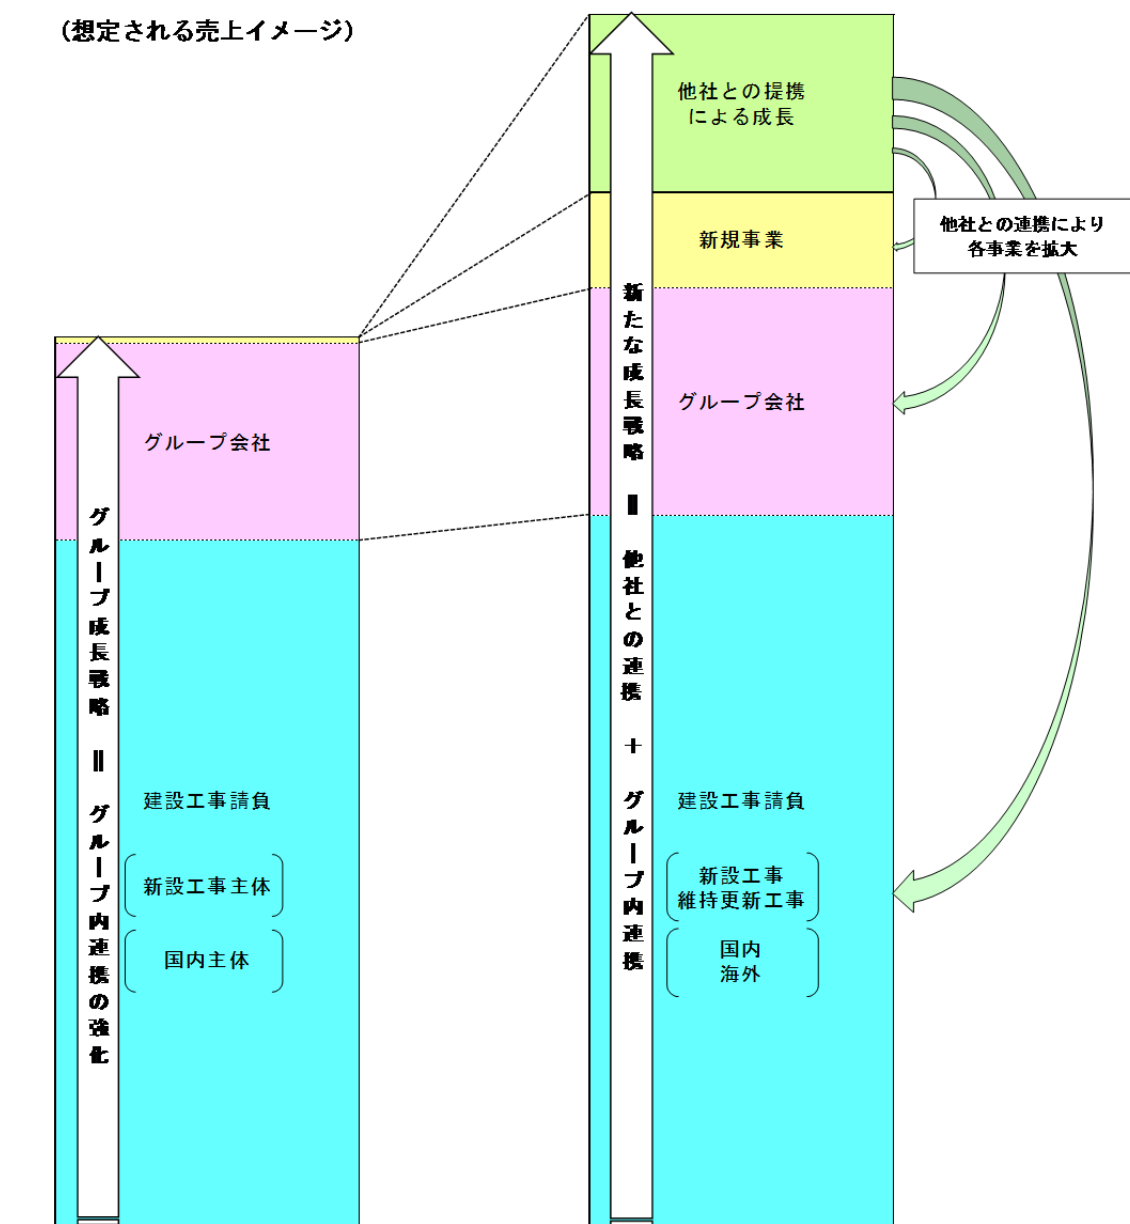 （想定される売上イメージ）
グループ会社
グループ成長戦略 ＝ グループ内連携の強化
建設工事請負
新設工事主体
国内主体
他社との提携
による成長
新規事業
グループ会社
新たな成長戦略 ＝ 他社との連携 ＋ グループ内連携
建設工事請負
新設工事
維持更新工事
国内
海外
他社との連携により
各事業を拡大